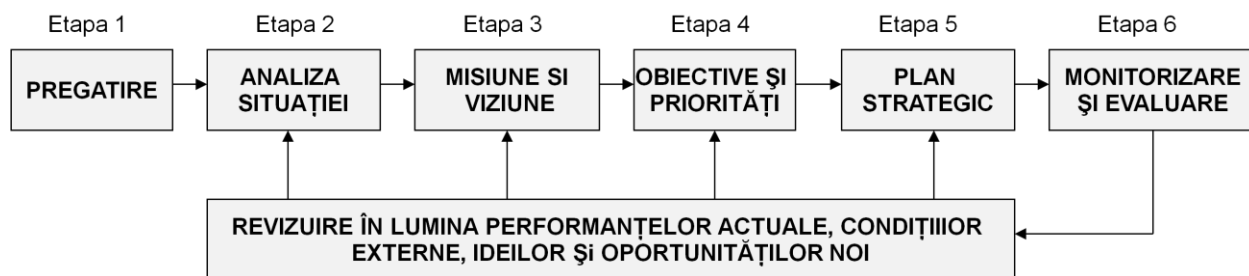 Etapa 1
Etapa 2
Etapa 3
Etapa 4
Etapa 5
Etapa 6
PREGATIRE
ANALIZA
SITUAȚIEI
MISIUNE SI
VIZIUNE
OBIECTIVE ŞI
PRIORITĂȚI
PLAN
STRATEGIC
MONITORIZARE
ŞI EVALUARE
REVIZUIRE ÎN LUMINA PERFORMANȚELOR ACTUALE, CONDIȚIIIOR
EXTERNE, IDEILOR Şi OPORTUNITĂȚILOR NOI